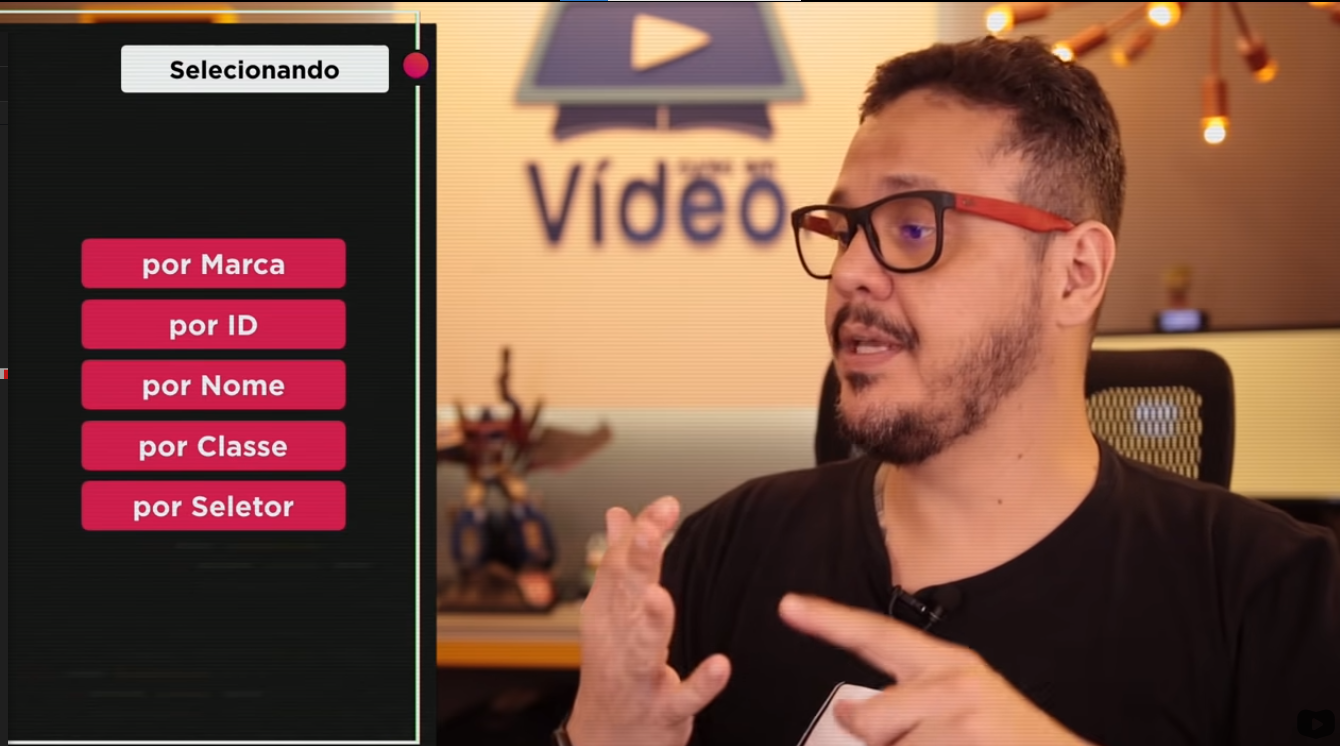 Selecionando
por Marca
por ID
por Nome
por Classe
por Seletor
Vídeo